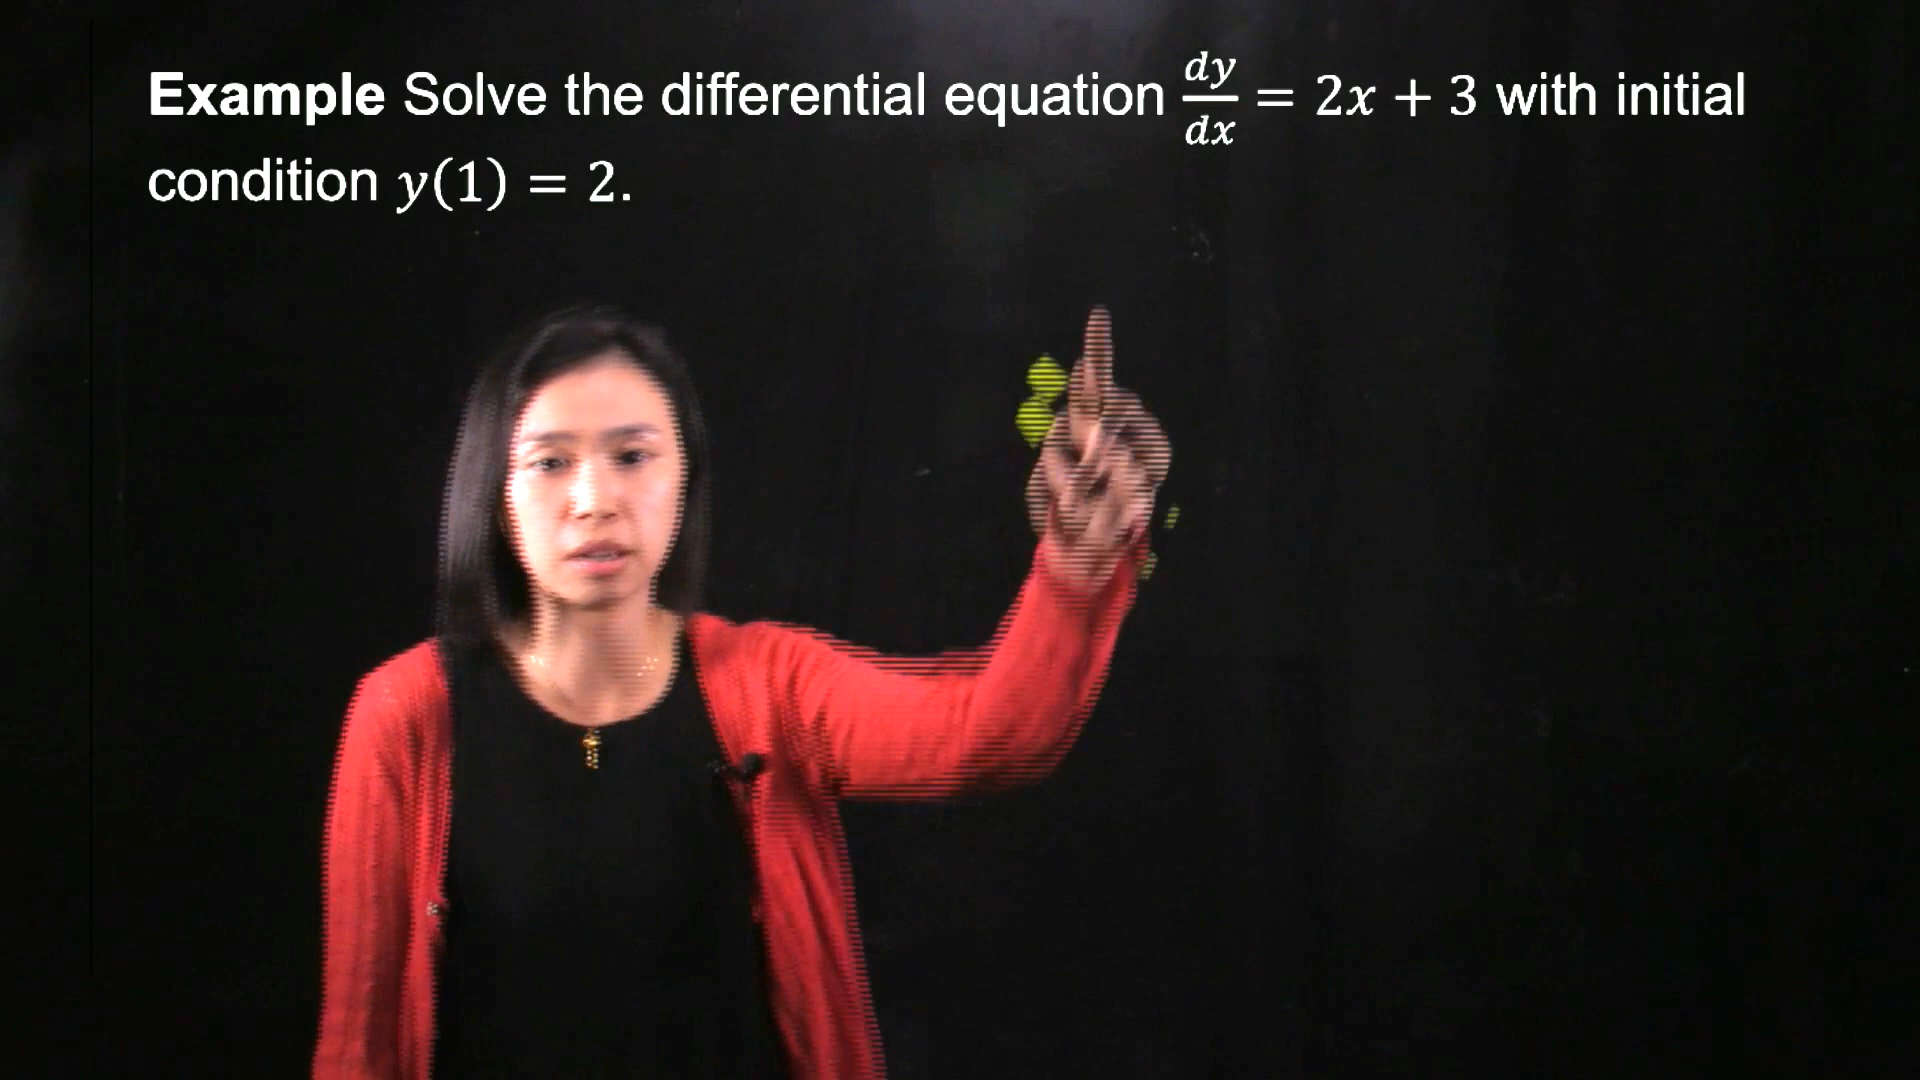 Example Solve the differential equation dy/dx = 2x + 3 with initial
condition y(1) = 2.